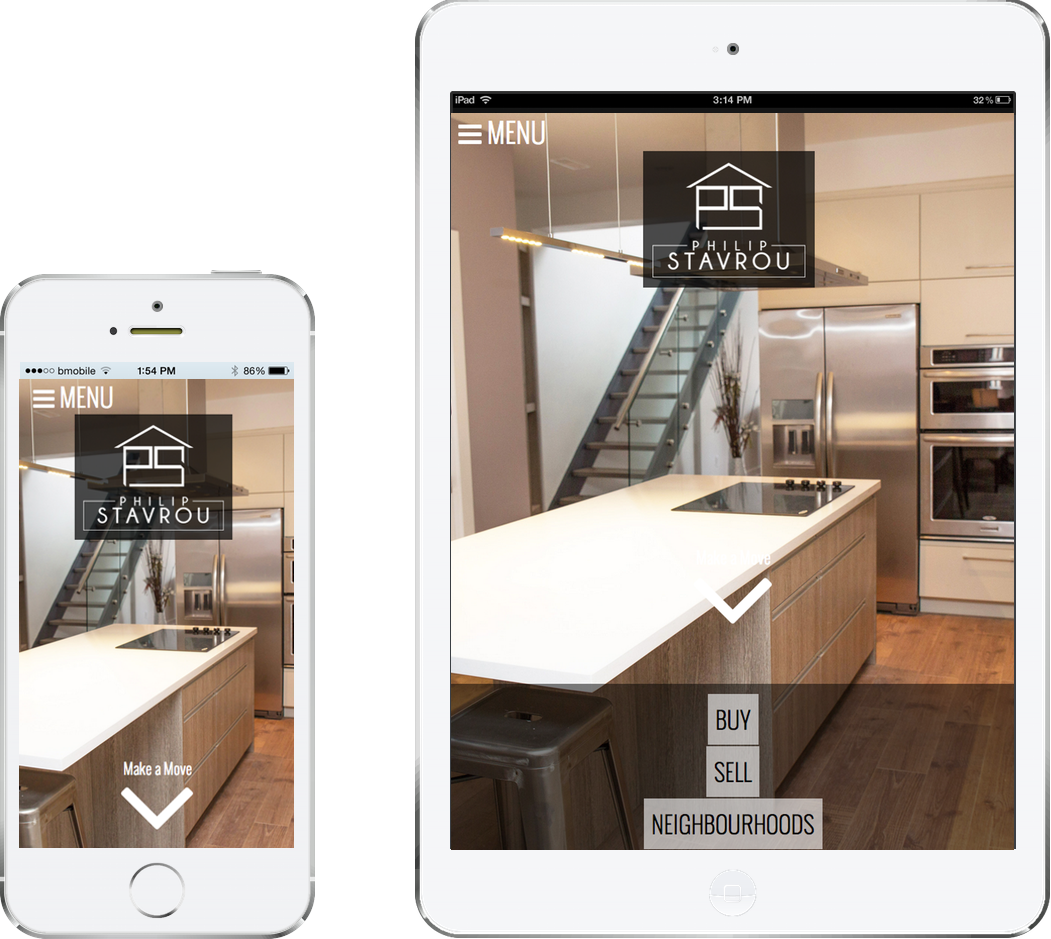 ●●●○○ bmobile 1:54 PM 86%
MENU
PS
PHILIP
STAVROU
Make a Move
iPad 3:14 PM 32%
MENU
PS
PHILIP
STAVROU
BUY
SELL
NEIGHBOURHOODS